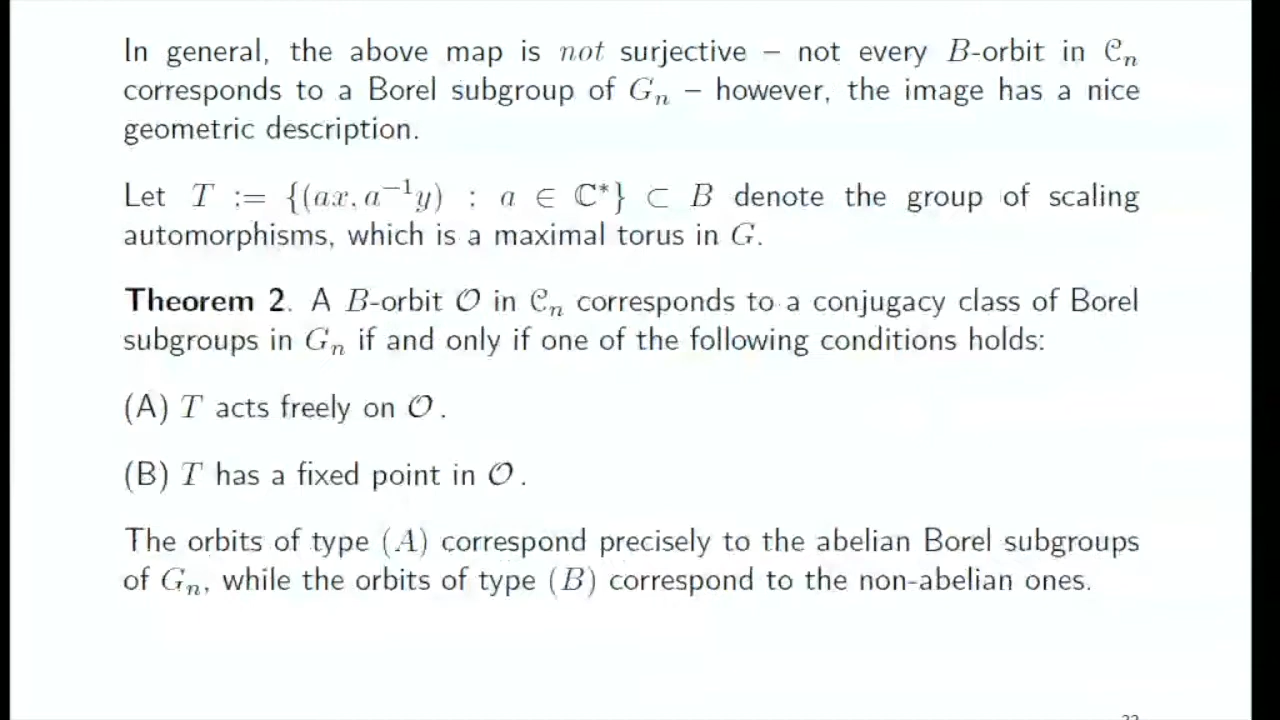 In general, the above map is not surjective – not every B-orbit in 𝒞ₙ
corresponds to a Borel subgroup of Gₙ – however, the image has a nice
geometric description.
Let T := {(ax, a⁻¹y) : a ∈ ℂ*} ⊂ B denote the group of scaling
automorphisms, which is a maximal torus in G.
Theorem 2. A B-orbit 𝒪 in 𝒞ₙ corresponds to a conjugacy class of Borel
subgroups in Gₙ if and only if one of the following conditions holds:
(A) T acts freely on 𝒪.
(B) T has a fixed point in 𝒪.
The orbits of type (A) correspond precisely to the abelian Borel subgroups
of Gₙ, while the orbits of type (B) correspond to the non-abelian ones.